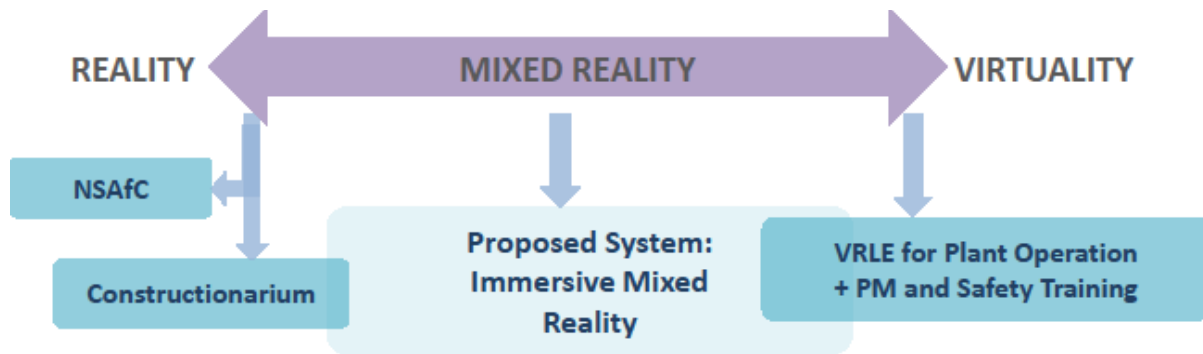 REALITY
MIXED REALITY
VIRTUALITY
NSAfC
Constructionarium
Proposed System:
Immersive Mixed
Reality
VRLE for Plant Operation
+ PM and Safety Training